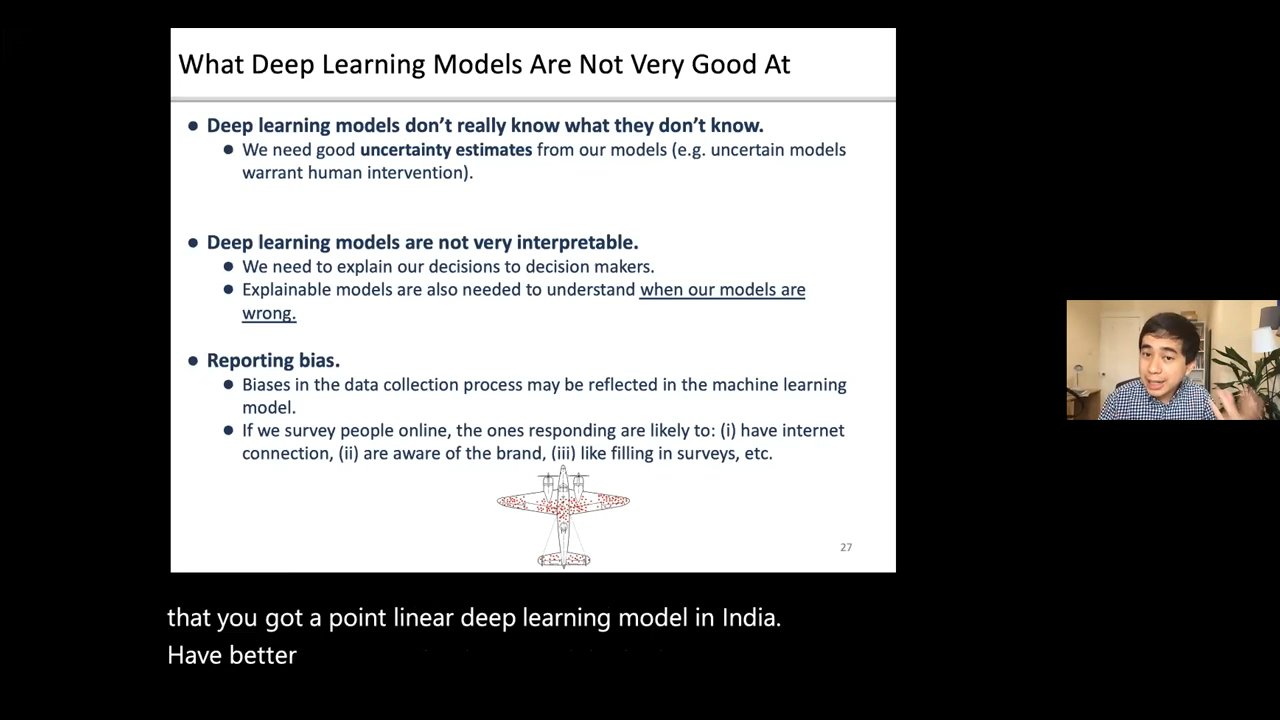 What Deep Learning Models Are Not Very Good At
● Deep learning models don't really know what they don't know.
● We need good uncertainty estimates from our models (e.g. uncertain models
warrant human intervention).
● Deep learning models are not very interpretable.
● We need to explain our decisions to decision makers.
● Explainable models are also needed to understand when our models are
wrong.
● Reporting bias.
● Biases in the data collection process may be reflected in the machine learning
model.
● If we survey people online, the ones responding are likely to: (i) have internet
connection, (ii) are aware of the brand, (iii) like filling in surveys, etc.
27
that you got a point linear deep learning model in India.
Have better